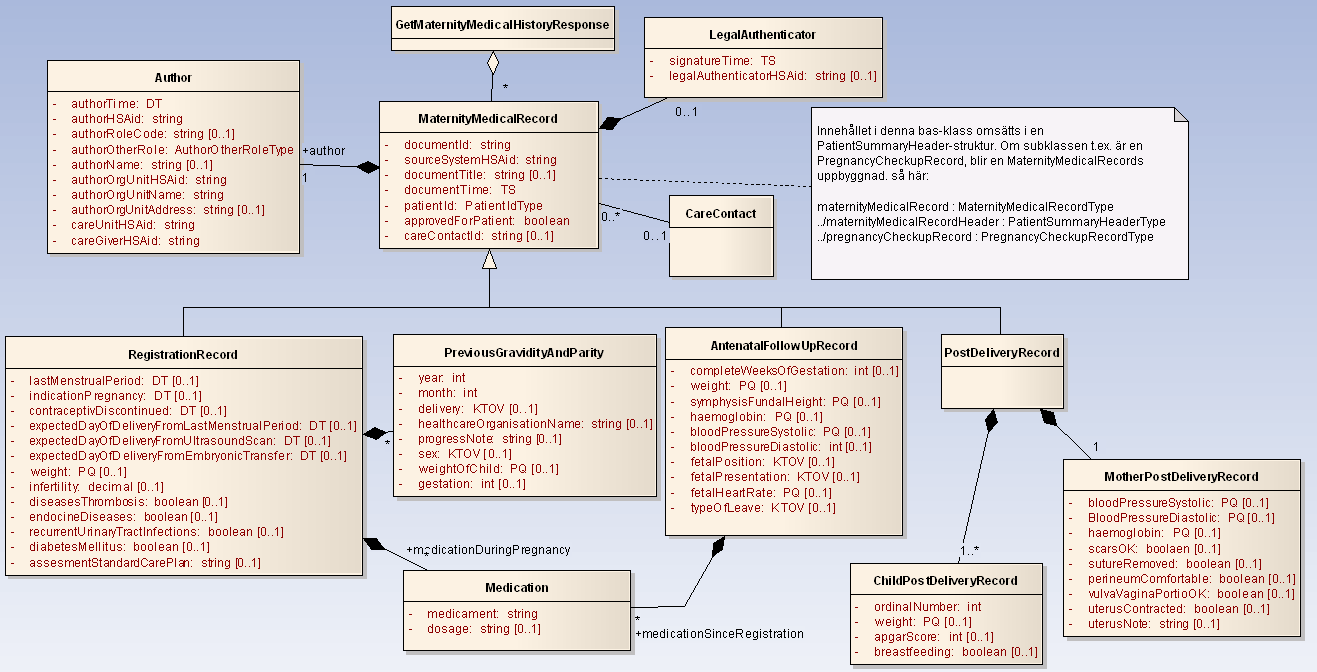 GetMaternityMedicalHistoryResponse
*
LegalAuthenticator
- signatureTime: TS
- legalAuthenticatorHSAid: string [0..1]
0..1
Author
- authorTime: DT
- authorHSAid: string
- authorRoleCode: string [0..1]
- authorOtherRole: AuthorOtherRoleType
- authorName: string [0..1]
- authorOrgUnitHSAid: string
- authorOrgUnitName: string
- authorOrgUnitAddress: string [0..1]
- careUnitHSAid: string
- careGiverHSAid: string
+author
1
MaternityMedicalRecord
- documentId: string
- sourceSystemHSAid: string
- documentTitle: string [0..1]
- documentTime: TS
- patientId: PatientIdType
- approvedForPatient: boolean
- careContactId: string [0..1]
0..*
0..1
CareContact
Innehållet i denna bas-klass omsätts i en
PatientSummaryHeader-struktur. Om subklassen t.ex. är en
PregnancyCheckupRecord, blir en MaternityMedicalRecords
uppbyggnad. så här:
maternityMedicalRecord : MaternityMedicalRecordType
../maternityMedicalRecordHeader : PatientSummaryHeaderType
../pregnancyCheckupRecord : PregnancyCheckupRecordType
RegistrationRecord
- lastMenstrualPeriod: DT [0..1]
- indicationPregnancy: DT [0..1]
- contraceptivDiscontinued: DT [0..1]
- expectedDayOfDeliveryFromLastMenstrualPeriod: DT [0..1]
- expectedDayOfDeliveryFromUltrasoundScan: DT [0..1]
- expectedDayOfDeliveryFromEmbryonicTransfer: DT [0..1]
- weight: PQ [0..1]
- infertility: decimal [0..1]
- diseasesThrombosis: boolean [0..1]
- endocineDiseases: boolean [0..1]
- recurrentUrinaryTractInfections: boolean [0..1]
- diabetesMellitus: boolean [0..1]
- assesmentStandardCarePlan: string [0..1]
*
PreviousGravidityAndParity
- year: int
- month: int
- delivery: KTOV [0..1]
- healthcareOrganisationName: string [0..1]
- progressNote: string [0..1]
- sex: KTOV [0..1]
- weightOfChild: PQ [0..1]
- gestation: int [0..1]
AntenatalFollowUpRecord
- completeWeeksOfGestation: int [0..1]
- weight: PQ [0..1]
- symphysisFundalHeight: PQ [0..1]
- haemoglobin: PQ [0..1]
- bloodPressureSystolic: PQ [0..1]
- bloodPressureDiastolic: int [0..1]
- fetalPosition: KTOV [0..1]
- fetalPresentation: KTOV [0..1]
- fetalHeartRate: PQ [0..1]
- typeOfLeave: KTOV [0..1]
PostDeliveryRecord
1
1..*
MotherPostDeliveryRecord
- bloodPressureSystolic: PQ [0..1]
- BloodPressureDiastolic: PQ [0..1]
- haemoglobin: PQ [0..1]
- scarsOK: boolaen [0..1]
- sutureRemoved: boolean [0..1]
- perineumComfortable: boolean [0..1]
- vulvaVaginaPortioOK: boolean [0..1]
- uterusContracted: boolean [0..1]
- uterusNote: string [0..1]
+medicationDuringPregnancy
*
Medication
- medicament: string
- dosage: string [0..1]
*
+medicationSinceRegistration
ChildPostDeliveryRecord
- ordinalNumber: int
- weight: PQ [0..1]
- apgarScore: int [0..1]
- breastfeeding: boolean [0..1]